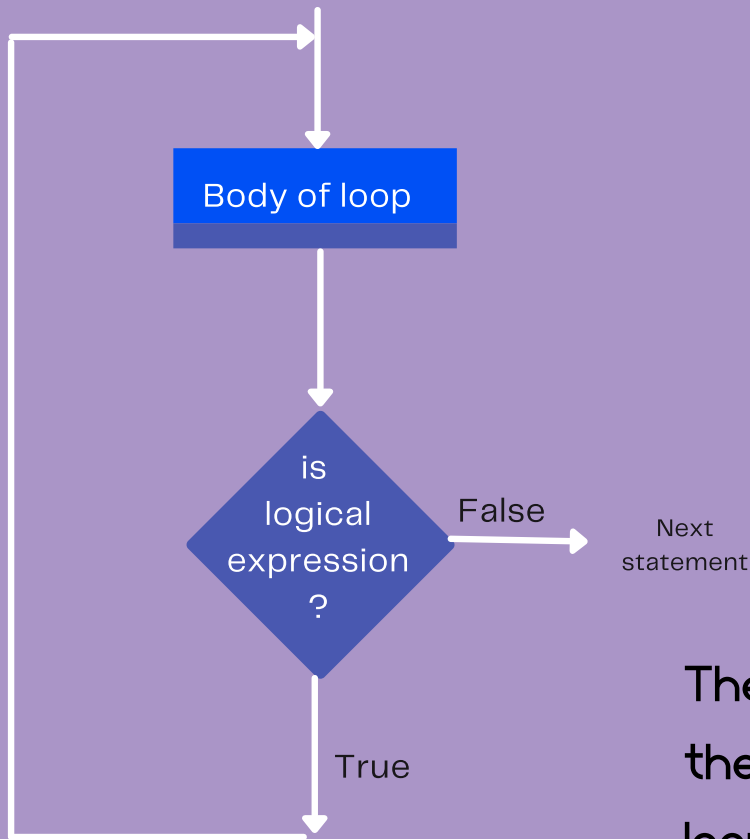 Body of loop
is
logical
expression
?
False
Next
statement
True